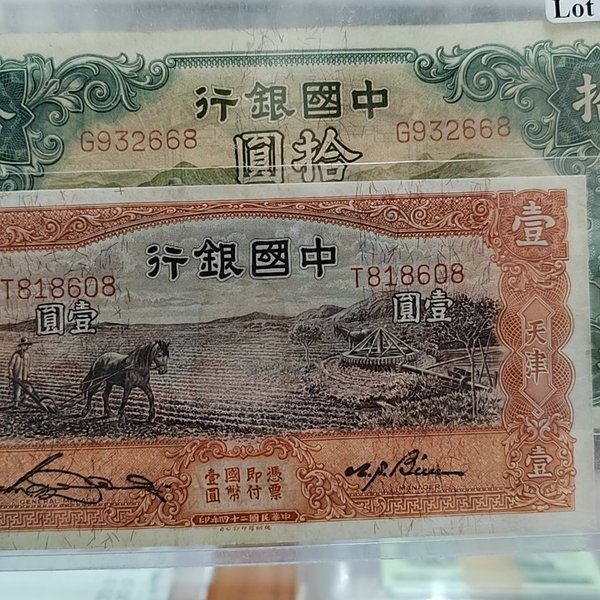 Lot
中國銀行
G932668
G932668
拾圓
拾
中國銀行
T818608
T818608
壹圓
壹圓
壹
天津
壹
憑票
即付
國幣
壹圓
GENERAL
MANAGER
中華民國二十四年印